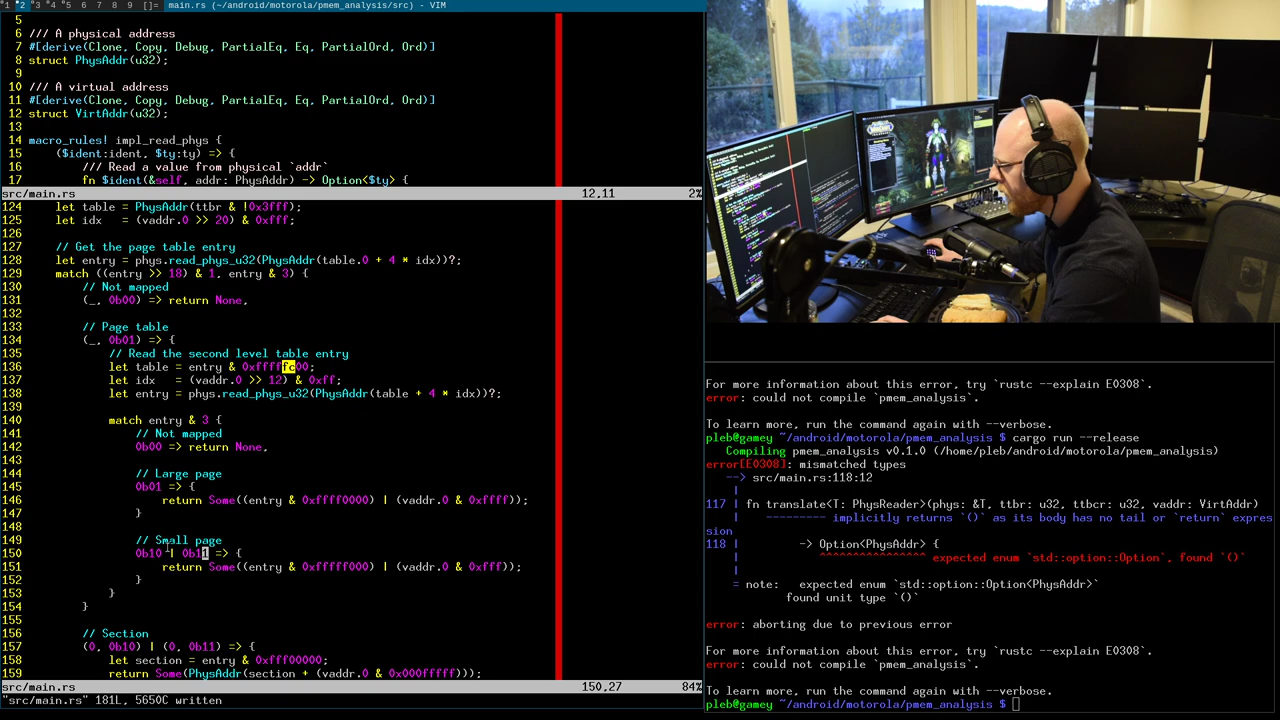 1 2 3 4 5 6 7 8 9 []= main.rs (~/android/motorola/pmem_analysis/src) - VIM
5
6 /// A physical address
7 #[derive(Clone, Copy, Debug, PartialEq, Eq, PartialOrd, Ord)]
8 struct PhysAddr(u32);
9
10 /// A virtual address
11 #[derive(Clone, Copy, Debug, PartialEq, Eq, PartialOrd, Ord)]
12 struct VirtAddr(u32);
13
14 macro_rules! impl_read_phys {
15 ($ident:ident, $ty:ty) => {
16 /// Read a value from physical `addr`
17 fn $ident(&self, addr: PhysAddr) -> Option<$ty> {
src/main.rs 12,11 2%
124 let table = PhysAddr(ttbr & !0x3fff);
125 let idx = (vaddr.0 >> 20) & 0xfff;
126
127 // Get the page table entry
128 let entry = phys.read_phys_u32(PhysAddr(table.0 + 4 * idx))?;
129 match ((entry >> 18) & 1, entry & 3) {
130 // Not mapped
131 (_, 0b00) => return None,
132
133 // Page table
134 (_, 0b01) => {
135 // Read the second level table entry
136 let table = entry & 0xfffffc00;
137 let idx = (vaddr.0 >> 12) & 0xff;
138 let entry = phys.read_phys_u32(PhysAddr(table + 4 * idx))?;
139
140 match entry & 3 {
141 // Not mapped
142 0b00 => return None,
143
144 // Large page
145 0b01 => {
146 return Some((entry & 0xffff0000) | (vaddr.0 & 0xffff));
147 }
148
149 // Small page
150 0b10 | 0b11 => {
151 return Some((entry & 0xfffff000) | (vaddr.0 & 0xfff));
152 }
153 }
154 }
155
156 // Section
157 (0, 0b10) | (0, 0b11) => {
158 let section = entry & 0xfff00000;
159 return Some(PhysAddr(section + (vaddr.0 & 0x000fffff)));
src/main.rs 150,27 84%
"src/main.rs" 181L, 5650C written
For more information about this error, try `rustc --explain E0308`.
error: could not compile `pmem_analysis`.

To learn more, run the command again with --verbose.
pleb@gamey ~/android/motorola/pmem_analysis $ cargo run --release
Compiling pmem_analysis v0.1.0 (/home/pleb/android/motorola/pmem_analysis)
error[E0308]: mismatched types
--> src/main.rs:118:12
|
117 | fn translate<T: PhysReader>(phys: &T, ttbr: u32, ttbcr: u32, vaddr: VirtAddr)
| --------- implicitly returns `()` as its body has no tail or `return` expres
sion
118 | -> Option<PhysAddr> {
| ^^^^^^^^^^^^^^^^ expected enum `std::option::Option`, found `()`
|
= note: expected enum `std::option::Option<PhysAddr>`
found unit type `()`

error: aborting due to previous error

For more information about this error, try `rustc --explain E0308`.
error: could not compile `pmem_analysis`.

To learn more, run the command again with --verbose.
pleb@gamey ~/android/motorola/pmem_analysis $